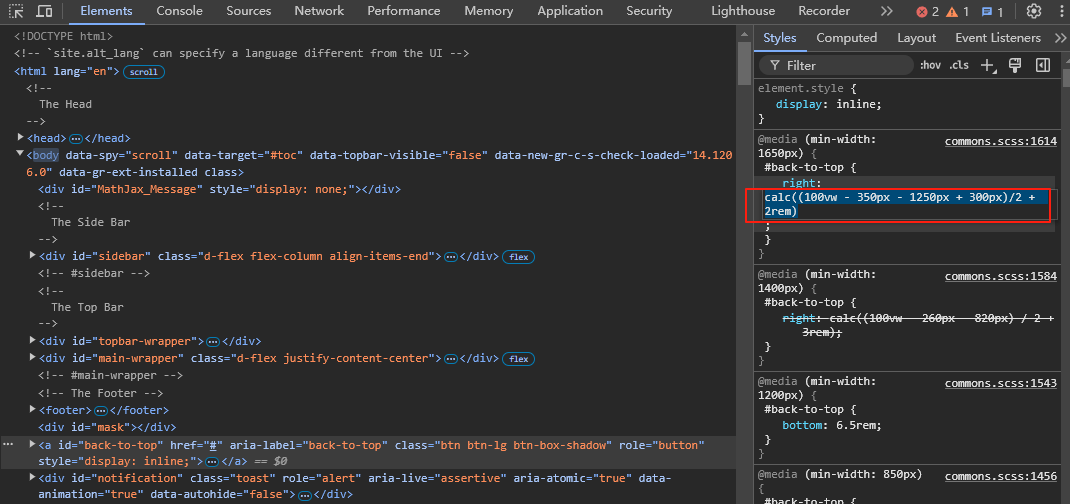 Elements Console Sources Network Performance Memory Application Security Lighthouse Recorder 2 1 1
<!DOCTYPE html>
<!-- `site.alt_lang` can specify a language different from the UI -->
<html lang="en"> scroll
<!--
The Head
-->
<head> ⋯ </head>
<body data-spy="scroll" data-target="#toc" data-topbar-visible="false" data-new-gr-c-s-check-loaded="14.120
6.0" data-gr-ext-installed class>
<div id="MathJax_Message" style="display: none;"></div>
<!--
The Side Bar
-->
<div id="sidebar" class="d-flex flex-column align-items-end"> ⋯ </div> flex
<!-- #sidebar -->
<!--
The Top Bar
-->
<div id="topbar-wrapper"> ⋯ </div>
<div id="main-wrapper" class="d-flex justify-content-center"> ⋯ </div> flex
<!-- #main-wrapper -->
<!-- The Footer -->
<footer> ⋯ </footer>
<div id="mask"></div>
<a id="back-to-top" href="#" aria-label="back-to-top" class="btn btn-lg btn-box-shadow" role="button"
style="display: inline;"> ⋯ </a> == $0
<div id="notification" class="toast" role="alert" aria-live="assertive" aria-atomic="true" data-
animation="true" data-autohide="false"> ⋯ </div>
Styles Computed Layout Event Listeners
Filter :hov .cls
element.style {
display: inline;
}
@media (min-width: commons.scss:1614
1650px) {
#back-to-top {
right:
calc((100vw - 350px - 1250px + 300px)/2 +
2rem)
;
}
}
@media (min-width: commons.scss:1584
1400px) {
#back-to-top {
right: calc((100vw - 260px - 820px) / 2 +
3rem);
}
}
@media (min-width: commons.scss:1543
1200px) {
#back-to-top {
bottom: 6.5rem;
}
}
@media (min-width: 850px) commons.scss:1456
{
#back-to-top {